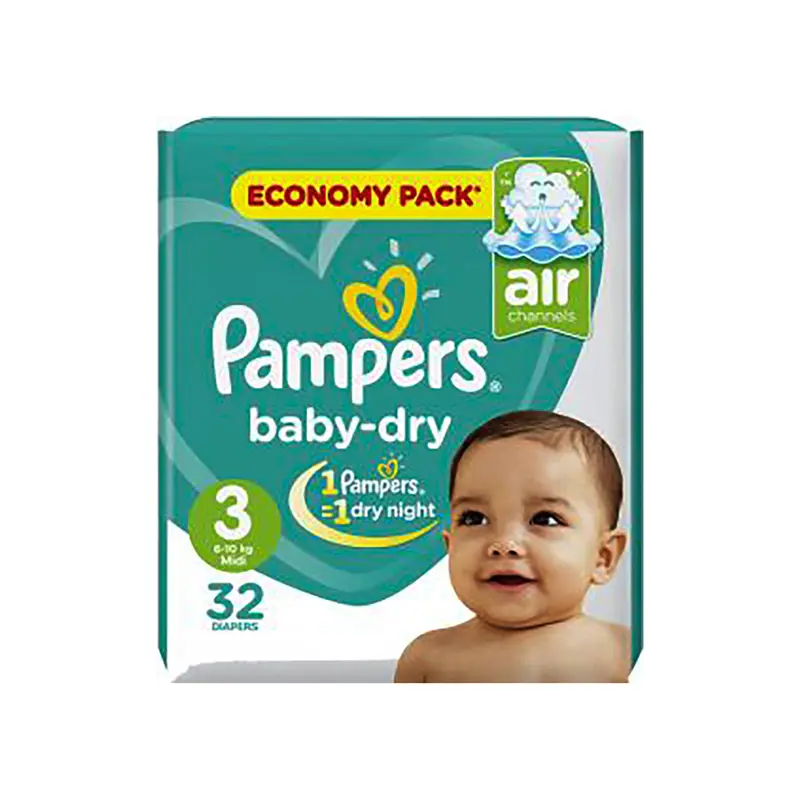 ECONOMY PACK*
TM
air
channels
Pampers®
baby-dry
1 Pampers®
=1 dry night
3
6-10 kg
Midi
32
DIAPERS